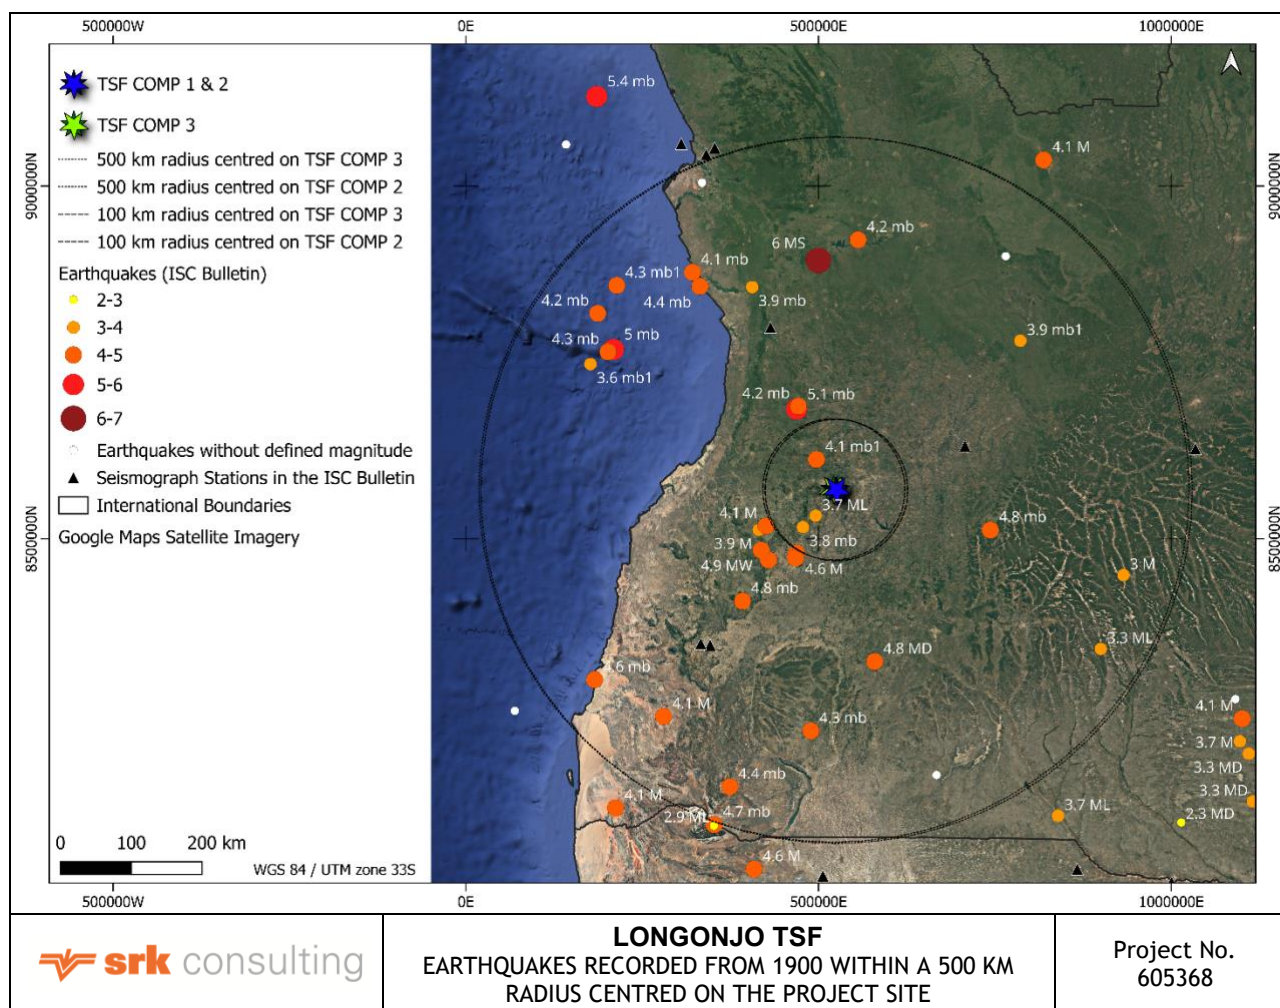 500000W
0E
500000E
1000000E
TSF COMP 1 & 2
TSF COMP 3
500 km radius centred on TSF COMP 3
500 km radius centred on TSF COMP 2
100 km radius centred on TSF COMP 3
100 km radius centred on TSF COMP 2
Earthquakes (ISC Bulletin)
2-3
3-4
4-5
5-6
6-7
Earthquakes without defined magnitude
Seismograph Stations in the ISC Bulletin
International Boundaries
Google Maps Satellite Imagery
0
100
200 km
WGS 84 / UTM zone 33S
9000000N
8500000N
5.4 mb
4.1 M
4.2 mb
6 MS
4.1 mb
4.3 mb1
4.4 mb
3.9 mb
4.2 mb
5 mb
4.3 mb
3.6 mb1
3.9 mb1
4.2 mb
5.1 mb
4.1 mb1
3.7 ML
4.1 M
3.8 mb
3.9 M
4.9 MW
4.6 M
4.8 mb
4.8 mb
3 M
3.3 ML
4.8 MD
4.6 mb
4.1 M
4.3 mb
4.1 M
3.7 M
3.3 MD
3.3 MD
2.3 MD
3.7 ML
4.4 mb
4.1 M
2.9 ML
4.7 mb
4.6 M
9000000N
8500000N
500000W
0E
500000E
1000000E
srk consulting
LONGONJO TSF
EARTHQUAKES RECORDED FROM 1900 WITHIN A 500 KM
RADIUS CENTRED ON THE PROJECT SITE
Project No.
605368